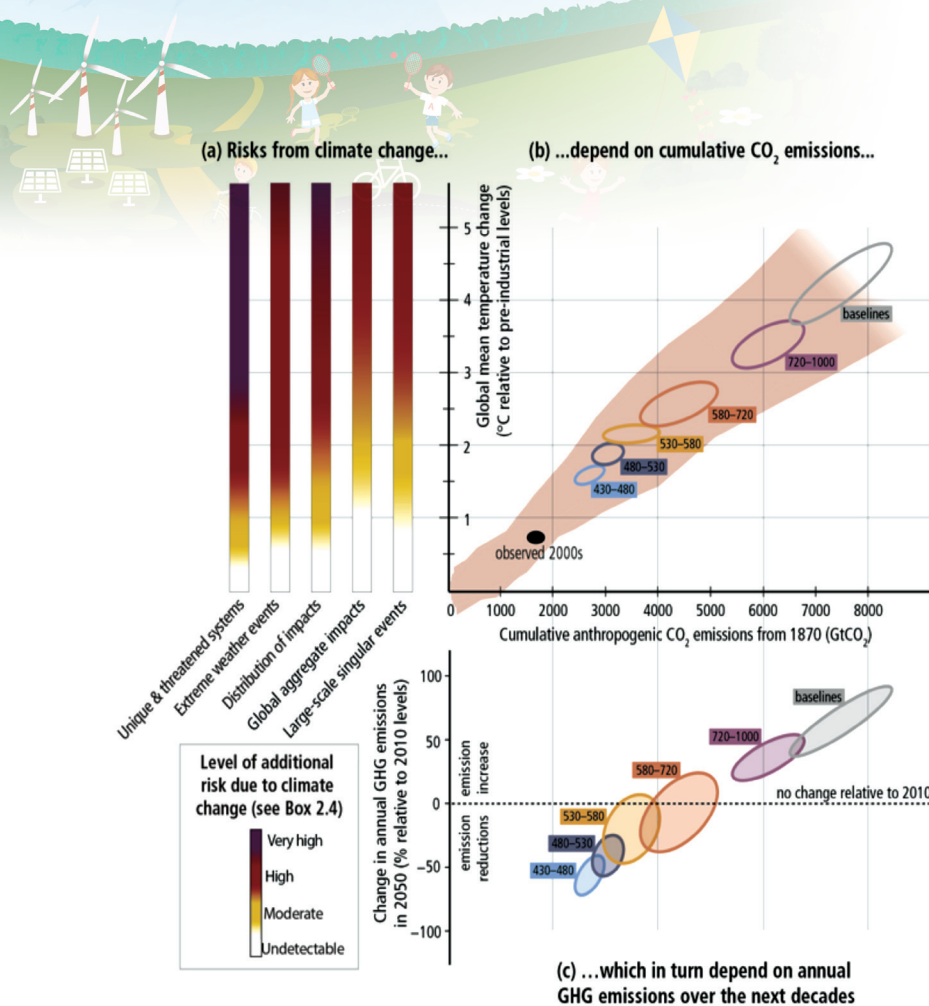 (a) Risks from climate change...
(b) ...depend on cumulative CO₂ emissions...
Global mean temperature change
(°C relative to pre-industrial levels)
5
4
3
2
1
baselines
720–1000
580–720
530–580
480–530
430–480
observed 2000s
0
1000
2000
3000
4000
5000
6000
7000
8000
Cumulative anthropogenic CO₂ emissions from 1870 (GtCO₂)
Unique & threatened systems
Extreme weather events
Distribution of impacts
Global aggregate impacts
Large-scale singular events
Level of additional
risk due to climate
change (see Box 2.4)
Very high
High
Moderate
Undetectable
Change in annual GHG emissions
in 2050 (% relative to 2010 levels)
100
50
0
−50
−100
emission
increase
emission
reductions
baselines
720–1000
580–720
no change relative to 2010
530–580
480–530
430–480
(c) ...which in turn depend on annual
GHG emissions over the next decades
A